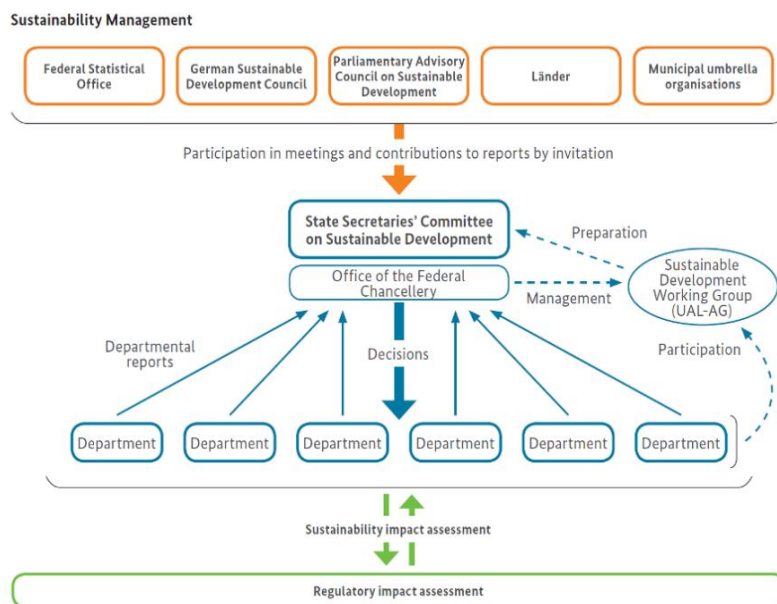 Sustainability Management
Federal Statistical
Office
German Sustainable
Development Council
Parliamentary Advisory
Council on Sustainable
Development
Länder
Municipal umbrella
organisations
Participation in meetings and contributions to reports by invitation
State Secretaries’ Committee
on Sustainable Development
Preparation
Office of the Federal
Chancellery
Management
Sustainable
Development
Working Group
(UAL-AG)
Departmental
reports
Decisions
Participation
Department
Department
Department
Department
Department
Department
Sustainability impact assessment
Regulatory impact assessment